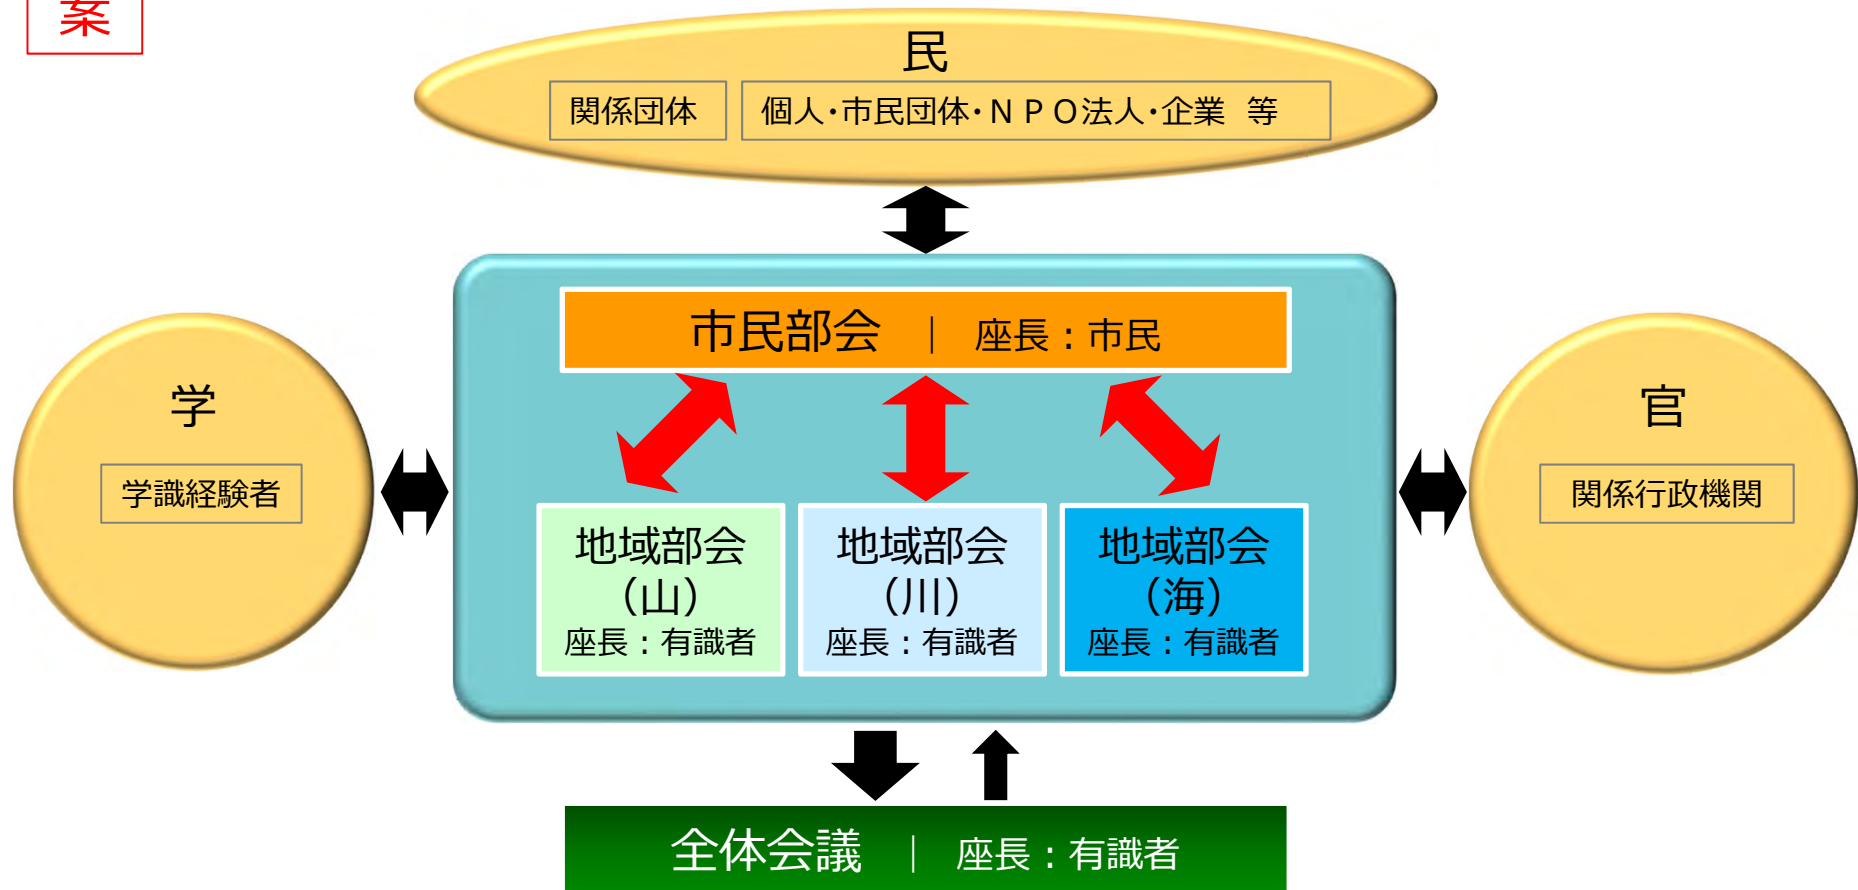 案
民
関係団体
個人・市民団体・ＮＰＯ法人・企業 等
市民部会 ｜ 座長：市民
学
学識経験者
官
関係行政機関
地域部会
（山）
座長：有識者
地域部会
（川）
座長：有識者
地域部会
（海）
座長：有識者
全体会議 ｜ 座長：有識者